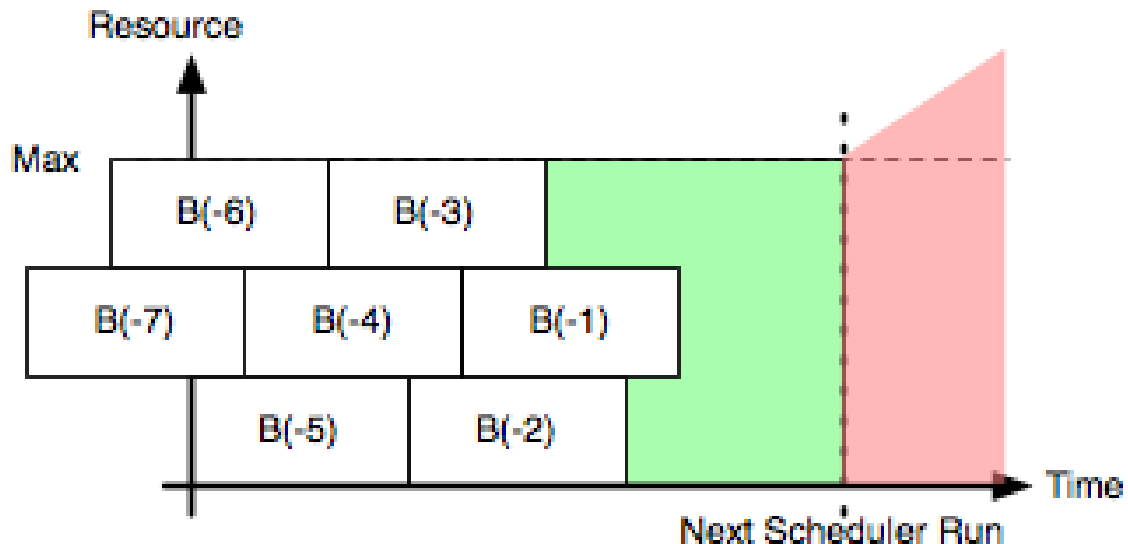 Resource
Max
B(-6)
B(-3)
B(-7)
B(-4)
B(-1)
B(-5)
B(-2)
Time
Next Scheduler Run